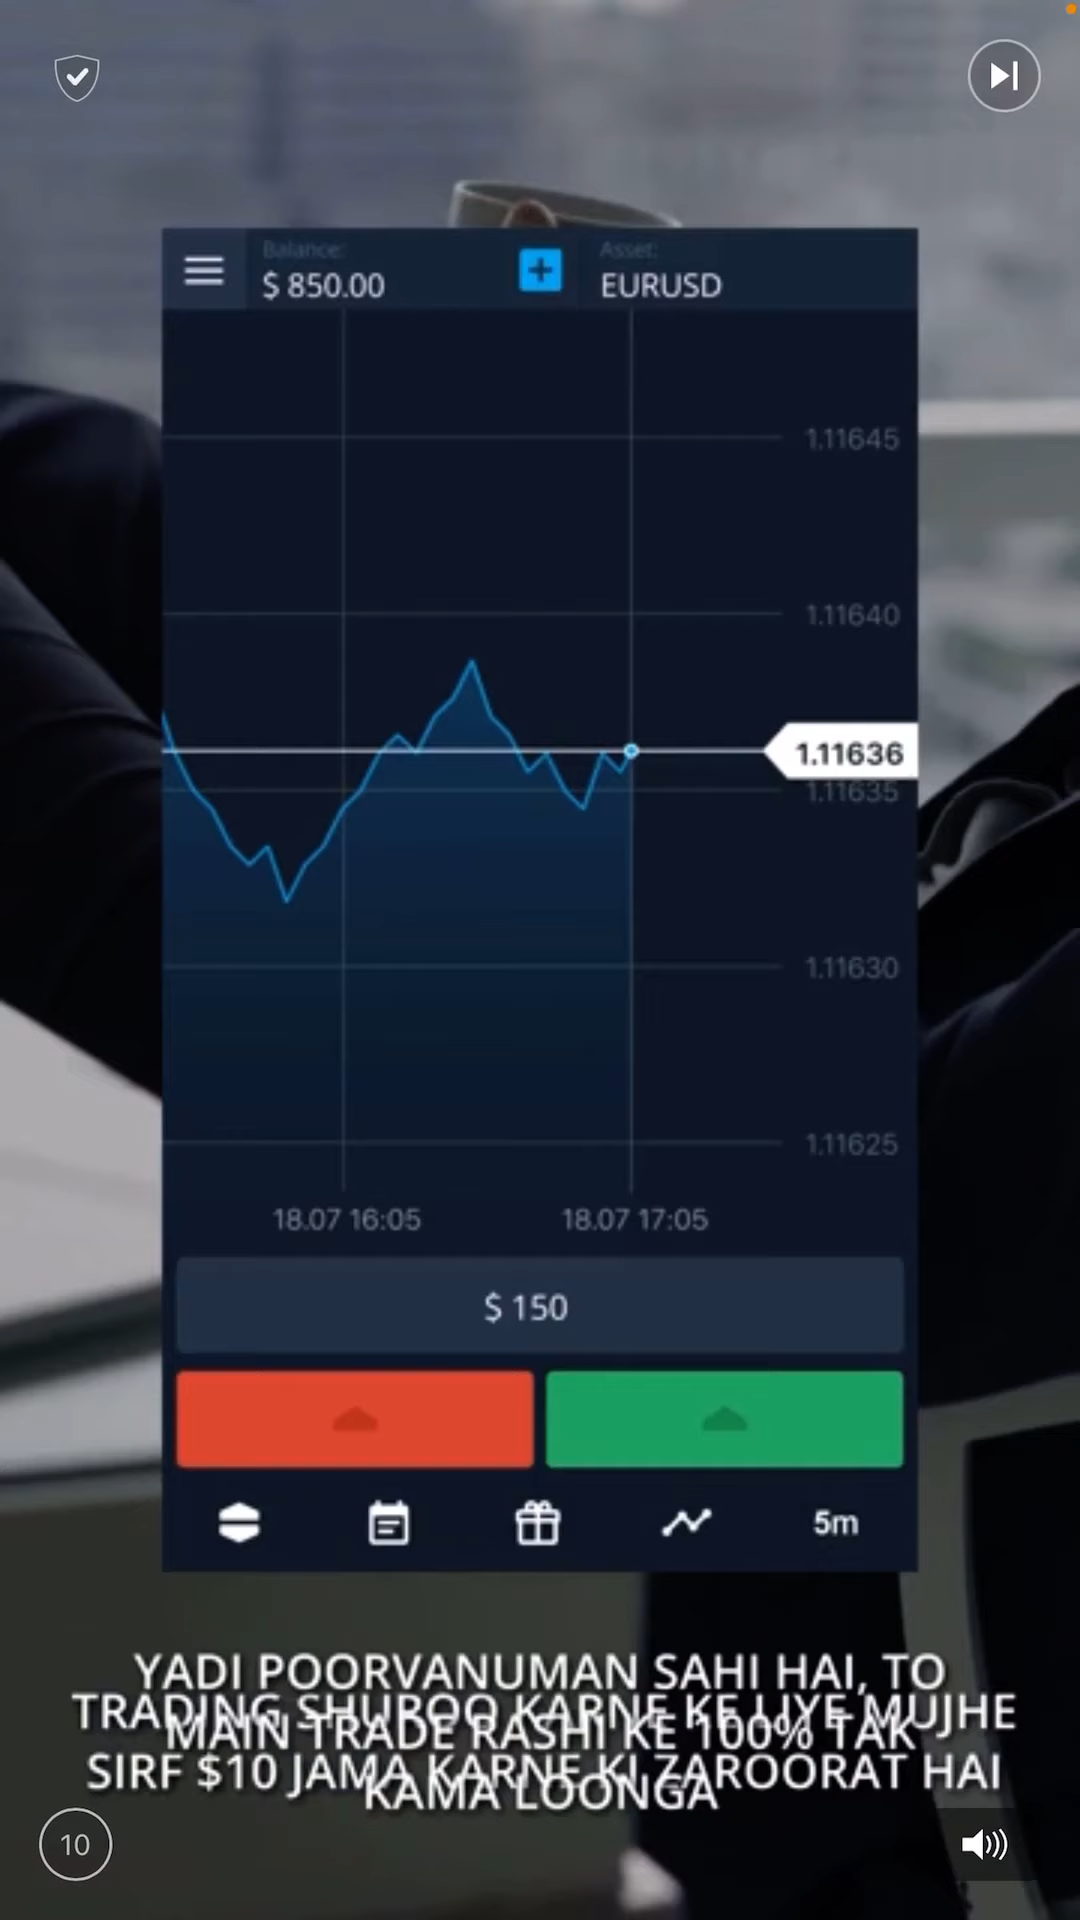 Balance:
$ 850.00
Asset:
EURUSD
1.11645
1.11640
1.11636
1.11635
1.11630
1.11625
18.07 16:05
18.07 17:05
$ 150
5m
YADI POORVANUMAN SAHI HAI, TO
MAIN TRADE RASHI KE 100% TAK
KAMA LOONGA
TRADING SHUROO KARNE KE LIYE MUJHE
SIRF $10 JAMA KARNE KI ZAROORAT HAI
10